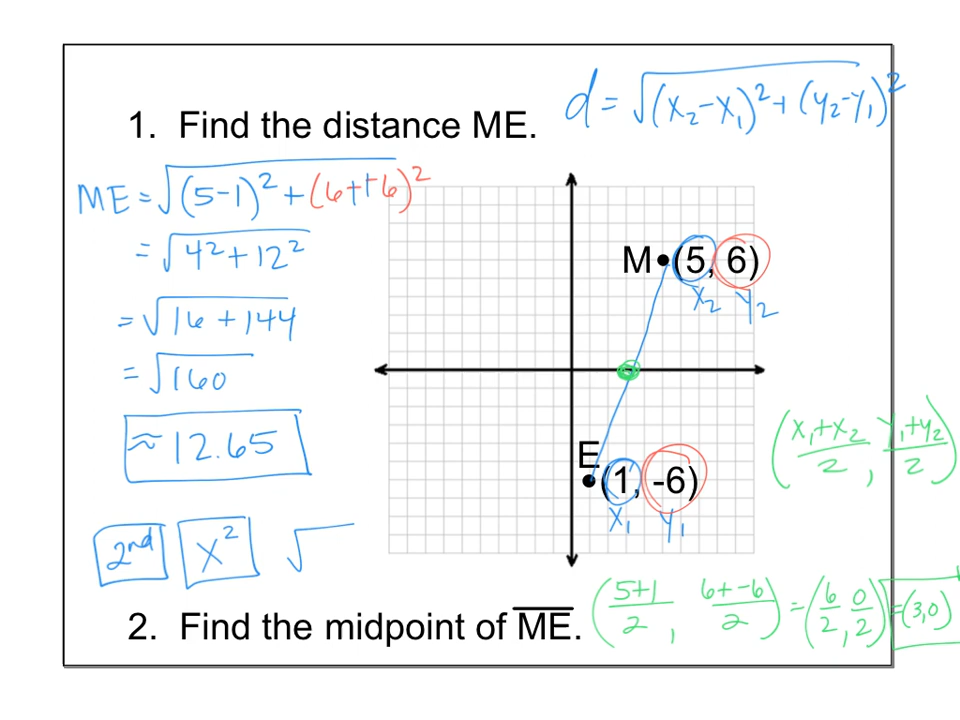 1. Find the distance ME.
d = √(x₂-x₁)² + (y₂-y₁)²
ME = √(5-1)² + (6++6)²
= √4² + 12²
= √16 + 144
= √160
≈ 12.65
2nd x² √
M (5, 6)
x₂ y₂
E
(1, -6)
x₁ y₁
(x₁+x₂/2, y₁+y₂/2)
2. Find the midpoint of ME.
(5+1/2, 6+-6/2) = (6/2, 0/2) = (3,0)